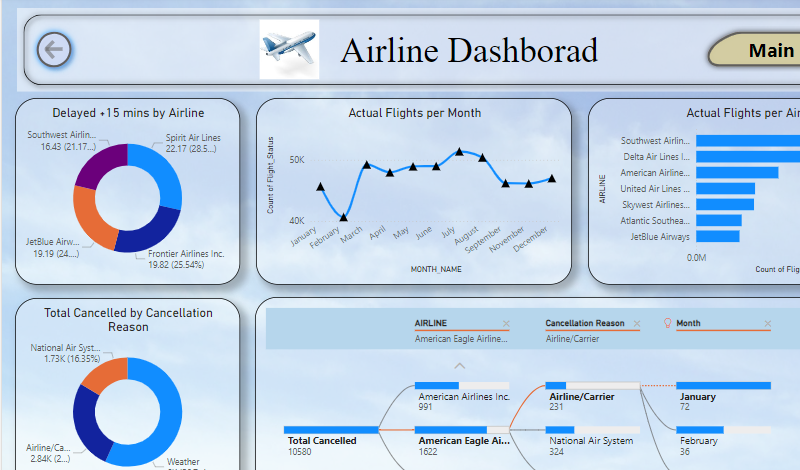 Airline Dashborad
Main
Delayed +15 mins by Airline
Southwest Airlin...
16.43 (21.17...)
Spirit Air Lines
22.17 (28.5...)
JetBlue Airw...
19.19 (24....)
Frontier Airlines Inc.
19.82 (25.54%)
Actual Flights per Month
Count of Flight_Status
50K
40K
January
February
March
April
May
June
July
August
September
November
December
MONTH_NAME
Actual Flights per Air
AIRLINE
Southwest Airlin...
Delta Air Lines I...
American Airline...
United Air Lines ...
Skywest Airlines...
Atlantic Southea...
JetBlue Airways
0.0M
Count of Flight
Total Cancelled by Cancellation
Reason
National Air Syst...
1.73K (16.35%)
Airline/Ca...
2.84K (2...)
Weather
AIRLINE
American Eagle Airline...
Cancellation Reason
Airline/Carrier
Month
Total Cancelled
10580
American Airlines Inc.
991
American Eagle Ai...
1622
Airline/Carrier
231
National Air System
324
January
72
February
36